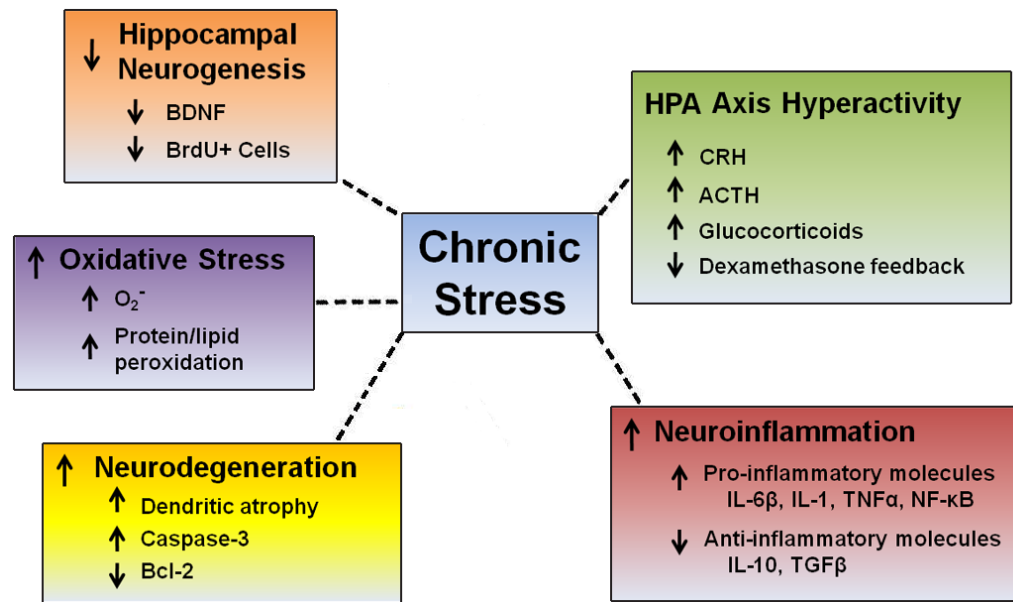 ↓ Hippocampal
Neurogenesis
↓ BDNF
↓ BrdU+ Cells
HPA Axis Hyperactivity
↑ CRH
↑ ACTH
↑ Glucocorticoids
↓ Dexamethasone feedback
Chronic
Stress
↑ Oxidative Stress
↑ O₂⁻
↑ Protein/lipid
peroxidation
↑ Neurodegeneration
↑ Dendritic atrophy
↑ Caspase-3
↓ Bcl-2
↑ Neuroinflammation
↑ Pro-inflammatory molecules
IL-6β, IL-1, TNFα, NF-κB
↓ Anti-inflammatory molecules
IL-10, TGFβ